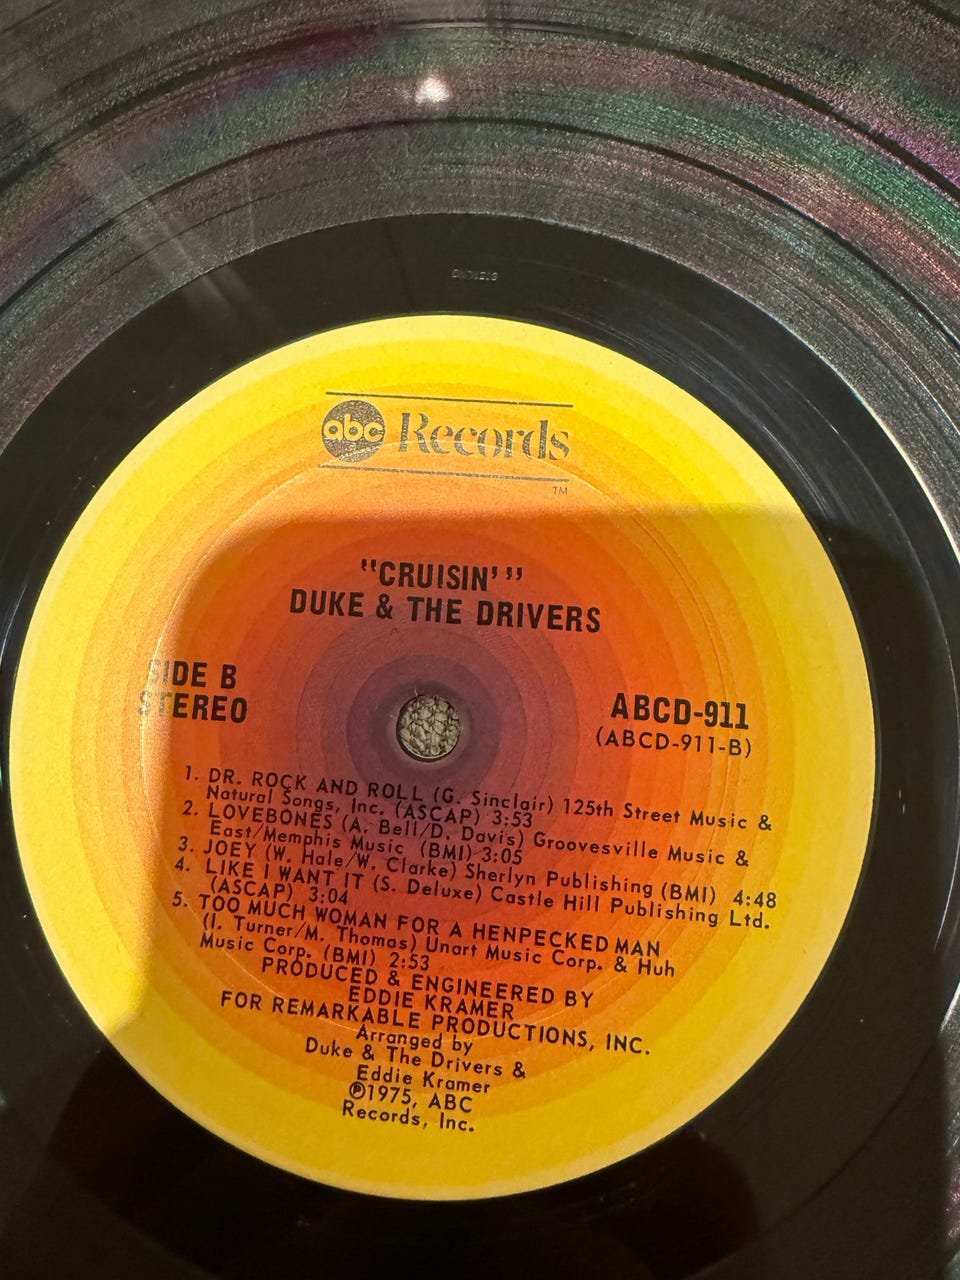 abc Records
TM
"CRUISIN'"
DUKE & THE DRIVERS
SIDE B
STEREO
ABCD-911
(ABCD-911-B)
1. DR. ROCK AND ROLL (G. Sinclair) 125th Street Music &
Natural Songs, Inc. (ASCAP) 3:53
2. LOVEBONES (A. Bell/D. Davis) Groovesville Music &
East/Memphis Music (BMI) 3:05
3. JOEY (W. Hale/W. Clarke) Sherlyn Publishing (BMI) 4:48
4. LIKE I WANT IT (S. Deluxe) Castle Hill Publishing Ltd.
(ASCAP) 3:04
5. TOO MUCH WOMAN FOR A HENPECKED MAN
(I. Turner/M. Thomas) Unart Music Corp. & Huh
Music Corp. (BMI) 2:53
PRODUCED & ENGINEERED BY
EDDIE KRAMER
FOR REMARKABLE PRODUCTIONS, INC.
Arranged by
Duke & The Drivers &
Eddie Kramer
℗1975, ABC
Records, Inc.